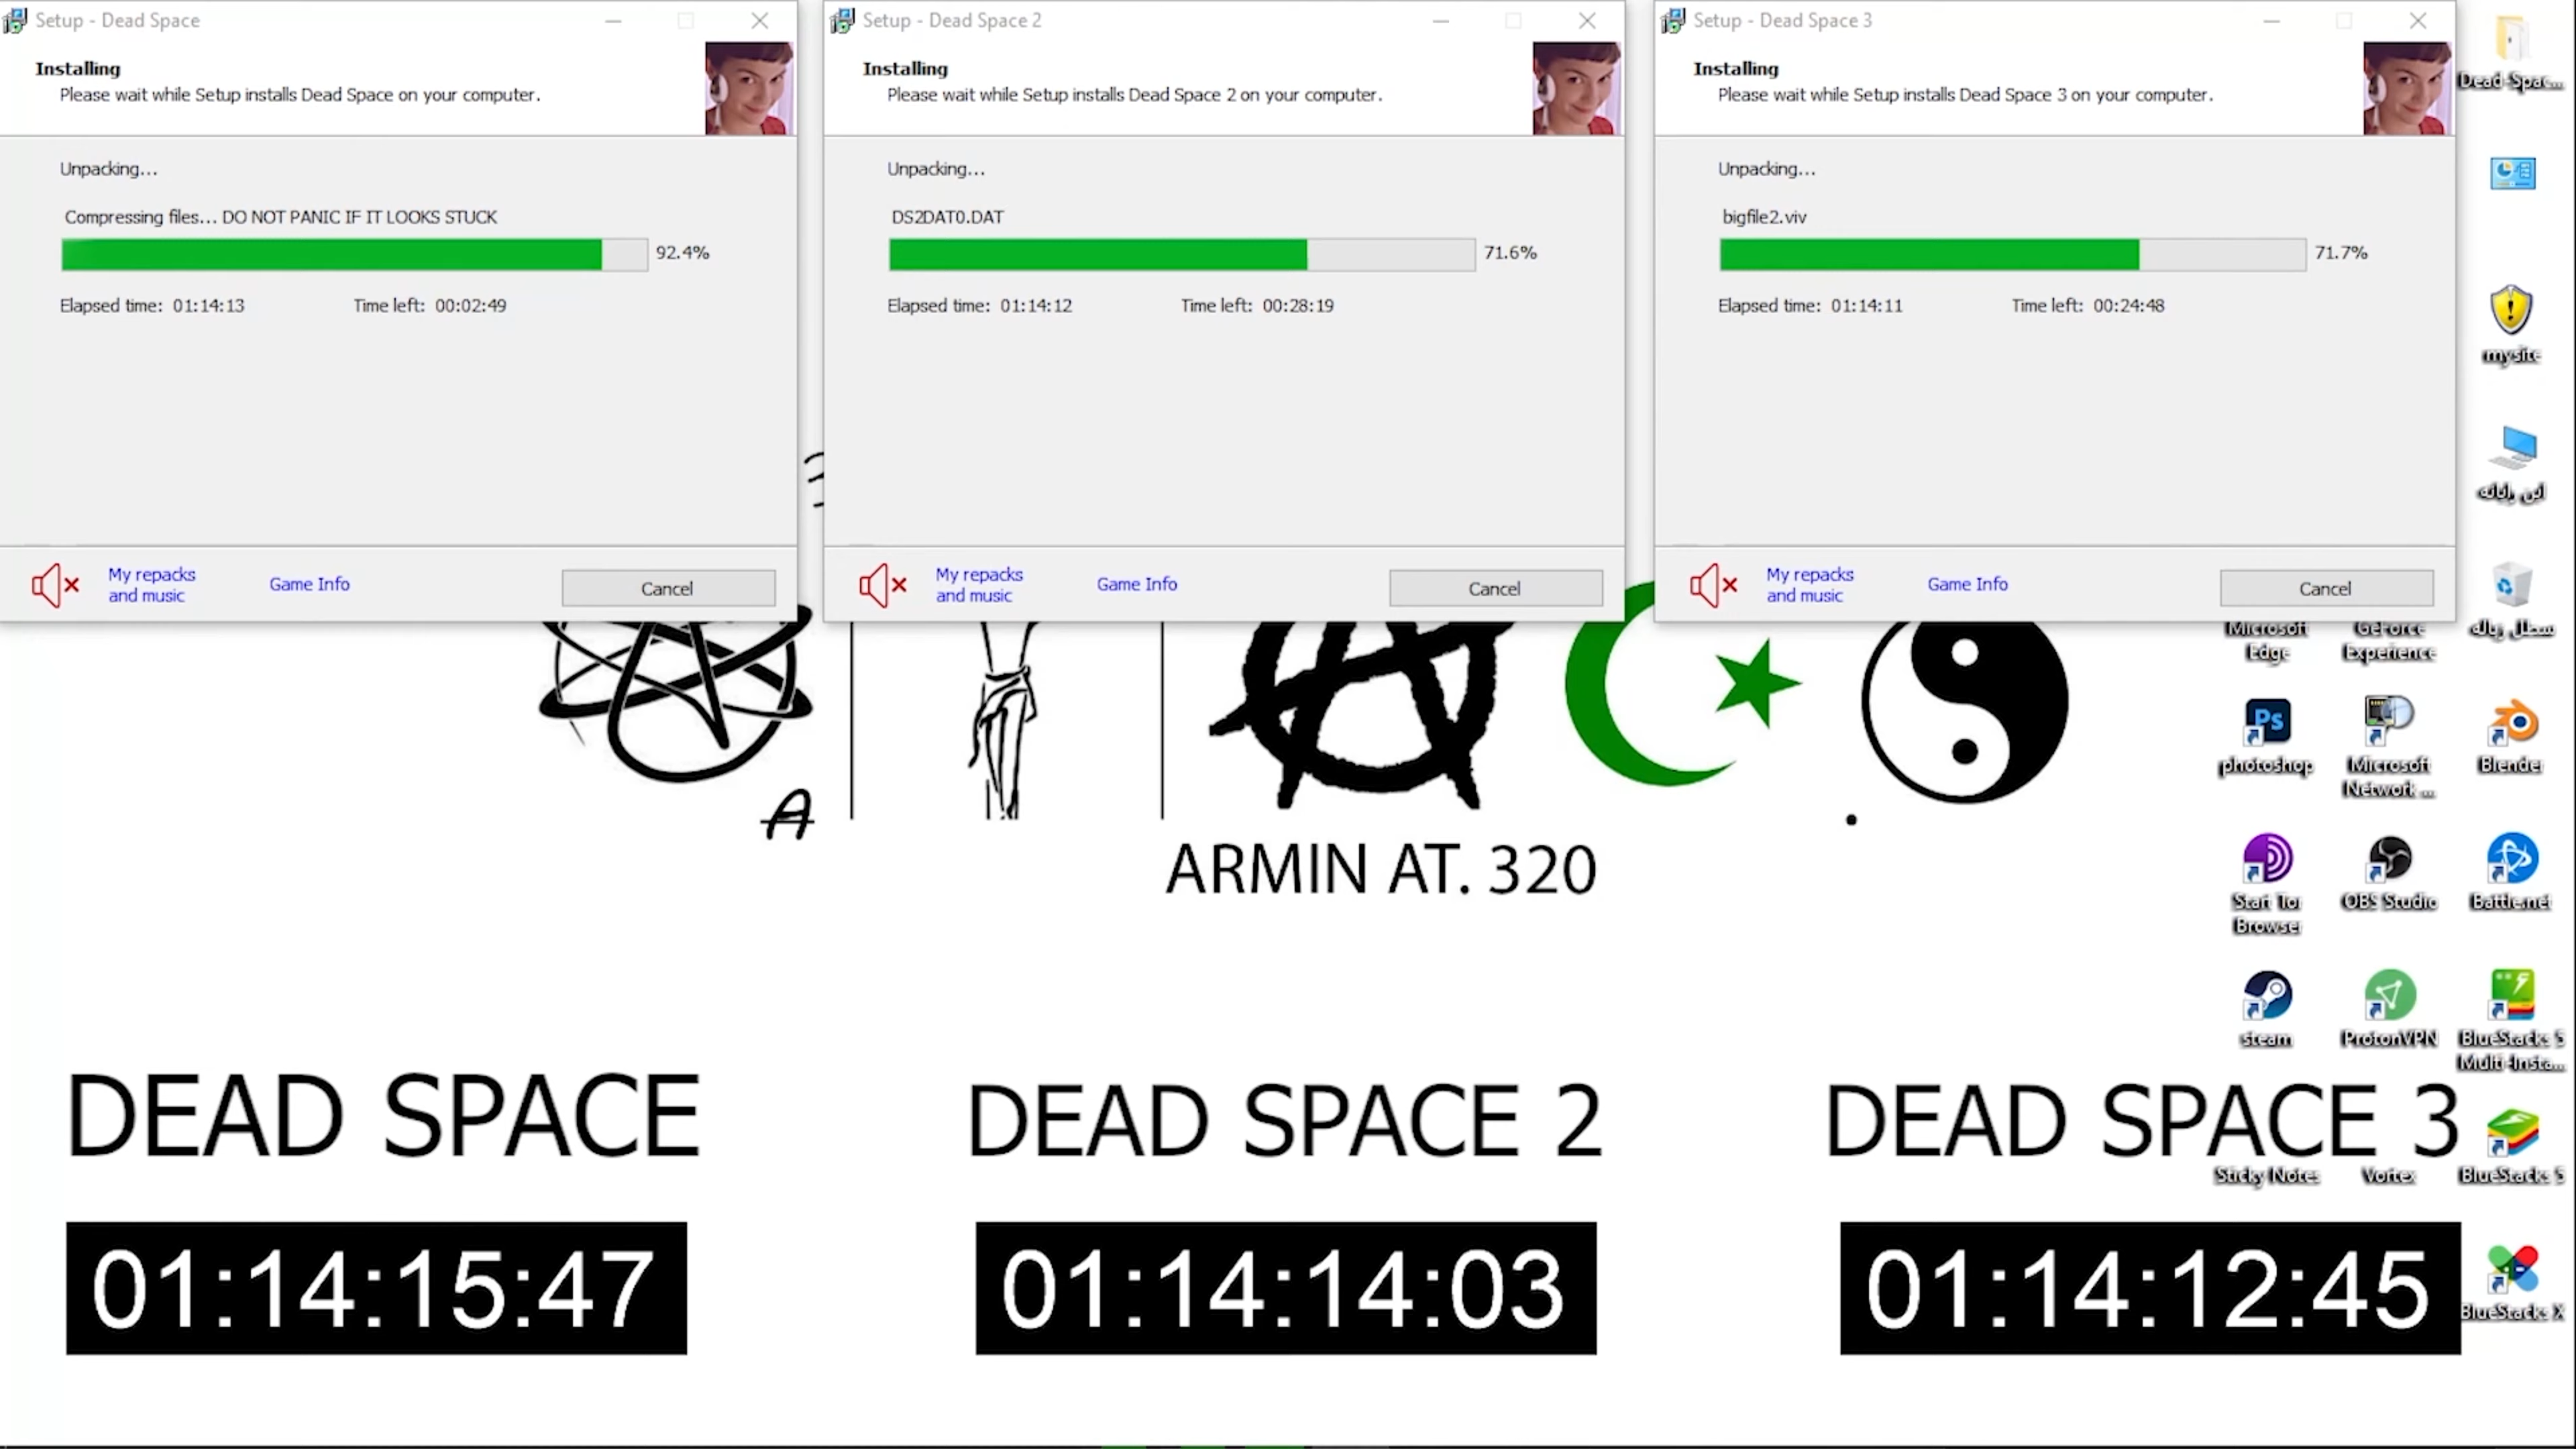 Setup - Dead Space
Installing
Please wait while Setup installs Dead Space on your computer.
Unpacking...
Compressing files... DO NOT PANIC IF IT LOOKS STUCK
92.4%
Elapsed time: 01:14:13 Time left: 00:02:49
My repacks
and music
Game Info
Cancel
Setup - Dead Space 2
Installing
Please wait while Setup installs Dead Space 2 on your computer.
Unpacking...
DS2DAT0.DAT
71.6%
Elapsed time: 01:14:12 Time left: 00:28:19
My repacks
and music
Game Info
Cancel
Setup - Dead Space 3
Installing
Please wait while Setup installs Dead Space 3 on your computer.
Unpacking...
bigfile2.viv
71.7%
Elapsed time: 01:14:11 Time left: 00:24:48
My repacks
and music
Game Info
Cancel
Dead-Spac...
mysite
این رایانه
سطل زباله
Microsoft
Edge
GeForce
Experience
photoshop
Microsoft
Network ...
Blender
Start Tor
Browser
OBS Studio
Battle.net
steam
ProtonVPN
BlueStacks 5
Multi-Insta...
Sticky Notes
Vortex
BlueStacks 5
BlueStacks X
Ps
A
ARMIN AT. 320
DEAD SPACE
DEAD SPACE 2
DEAD SPACE 3
01:14:15:47
01:14:14:03
01:14:12:45